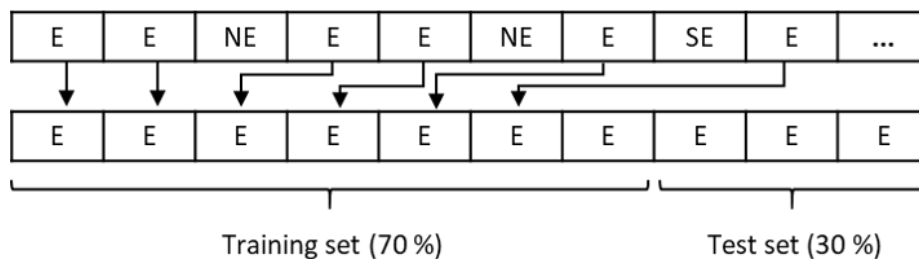 E E NE E E NE E SE E ...
E E E E E E E E E E
Training set (70 %) Test set (30 %)